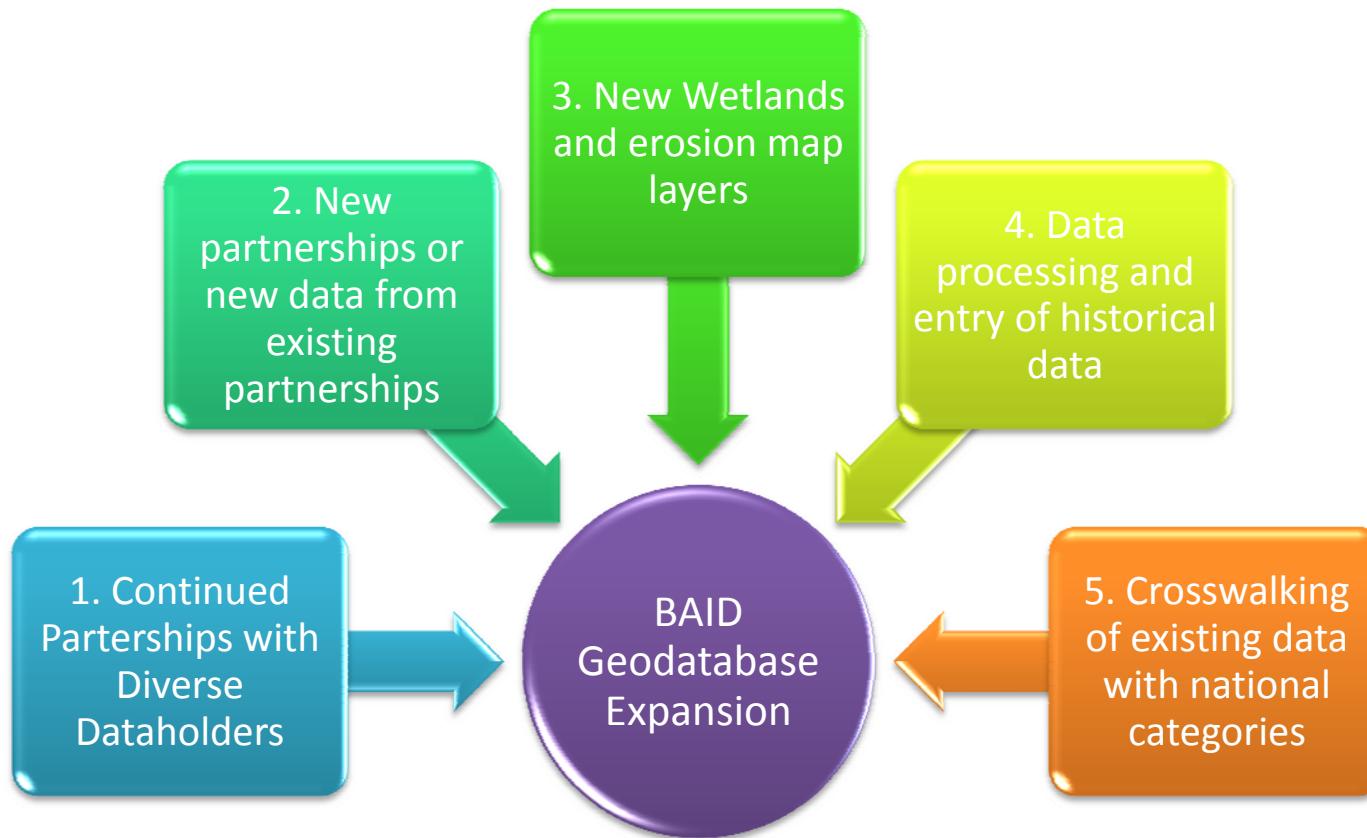 1. Continued
Parterships with
Diverse
Dataholders
2. New
partnerships or
new data from
existing
partnerships
3. New Wetlands
and erosion map
layers
4. Data
processing and
entry of historical
data
5. Crosswalking
of existing data
with national
categories
BAID
Geodatabase
Expansion